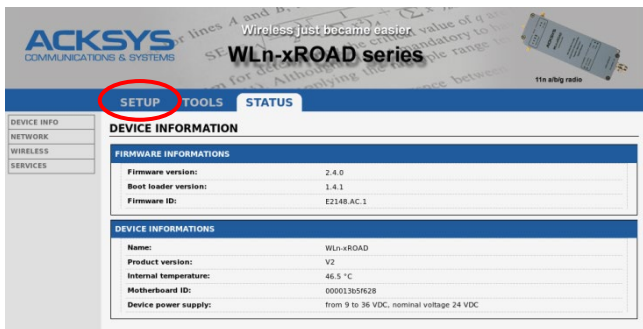 ACKSYS
COMMUNICATIONS & SYSTEMS
Wireless just became easier
WLn-xROAD series
11n a/b/g radio
SETUP TOOLS STATUS
DEVICE INFO
NETWORK
WIRELESS
SERVICES
DEVICE INFORMATION
FIRMWARE INFORMATIONS
Firmware version: 2.4.0
Boot loader version: 1.4.1
Firmware ID: E2148.AC.1
DEVICE INFORMATIONS
Name: WLn-xROAD
Product version: V2
Internal temperature: 46.5 °C
Motherboard ID: 000013b5f628
Device power supply: from 9 to 36 VDC, nominal voltage 24 VDC